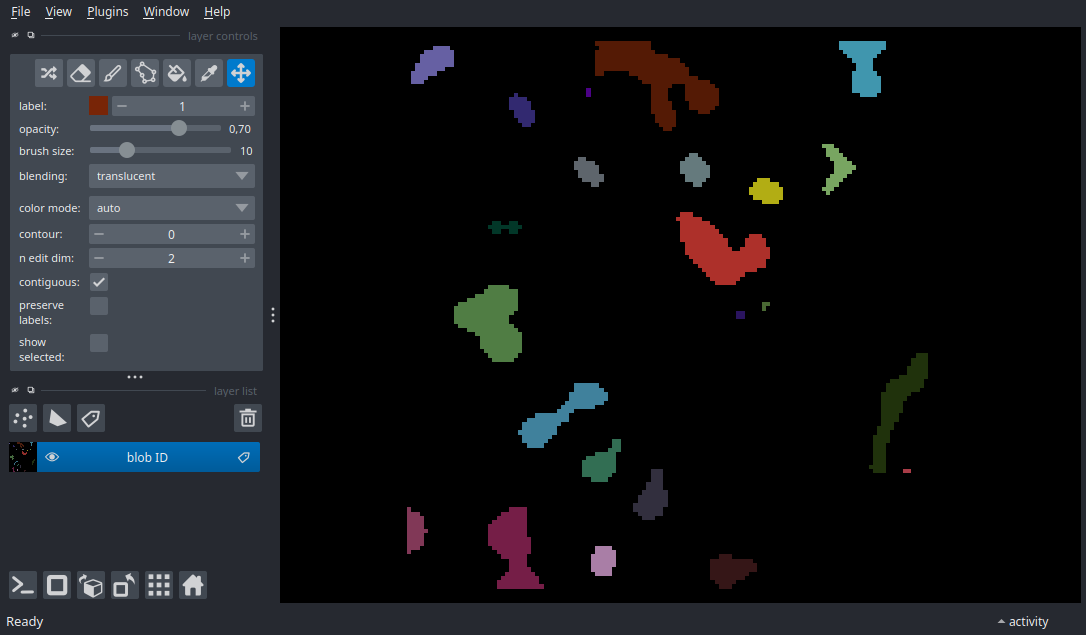 File View Plugins Window Help
layer controls
label: 1
opacity: 0,70
brush size: 10
blending: translucent
color mode: auto
contour: 0
n edit dim: 2
contiguous:
preserve
labels:
show
selected:
layer list
blob ID
Ready
activity